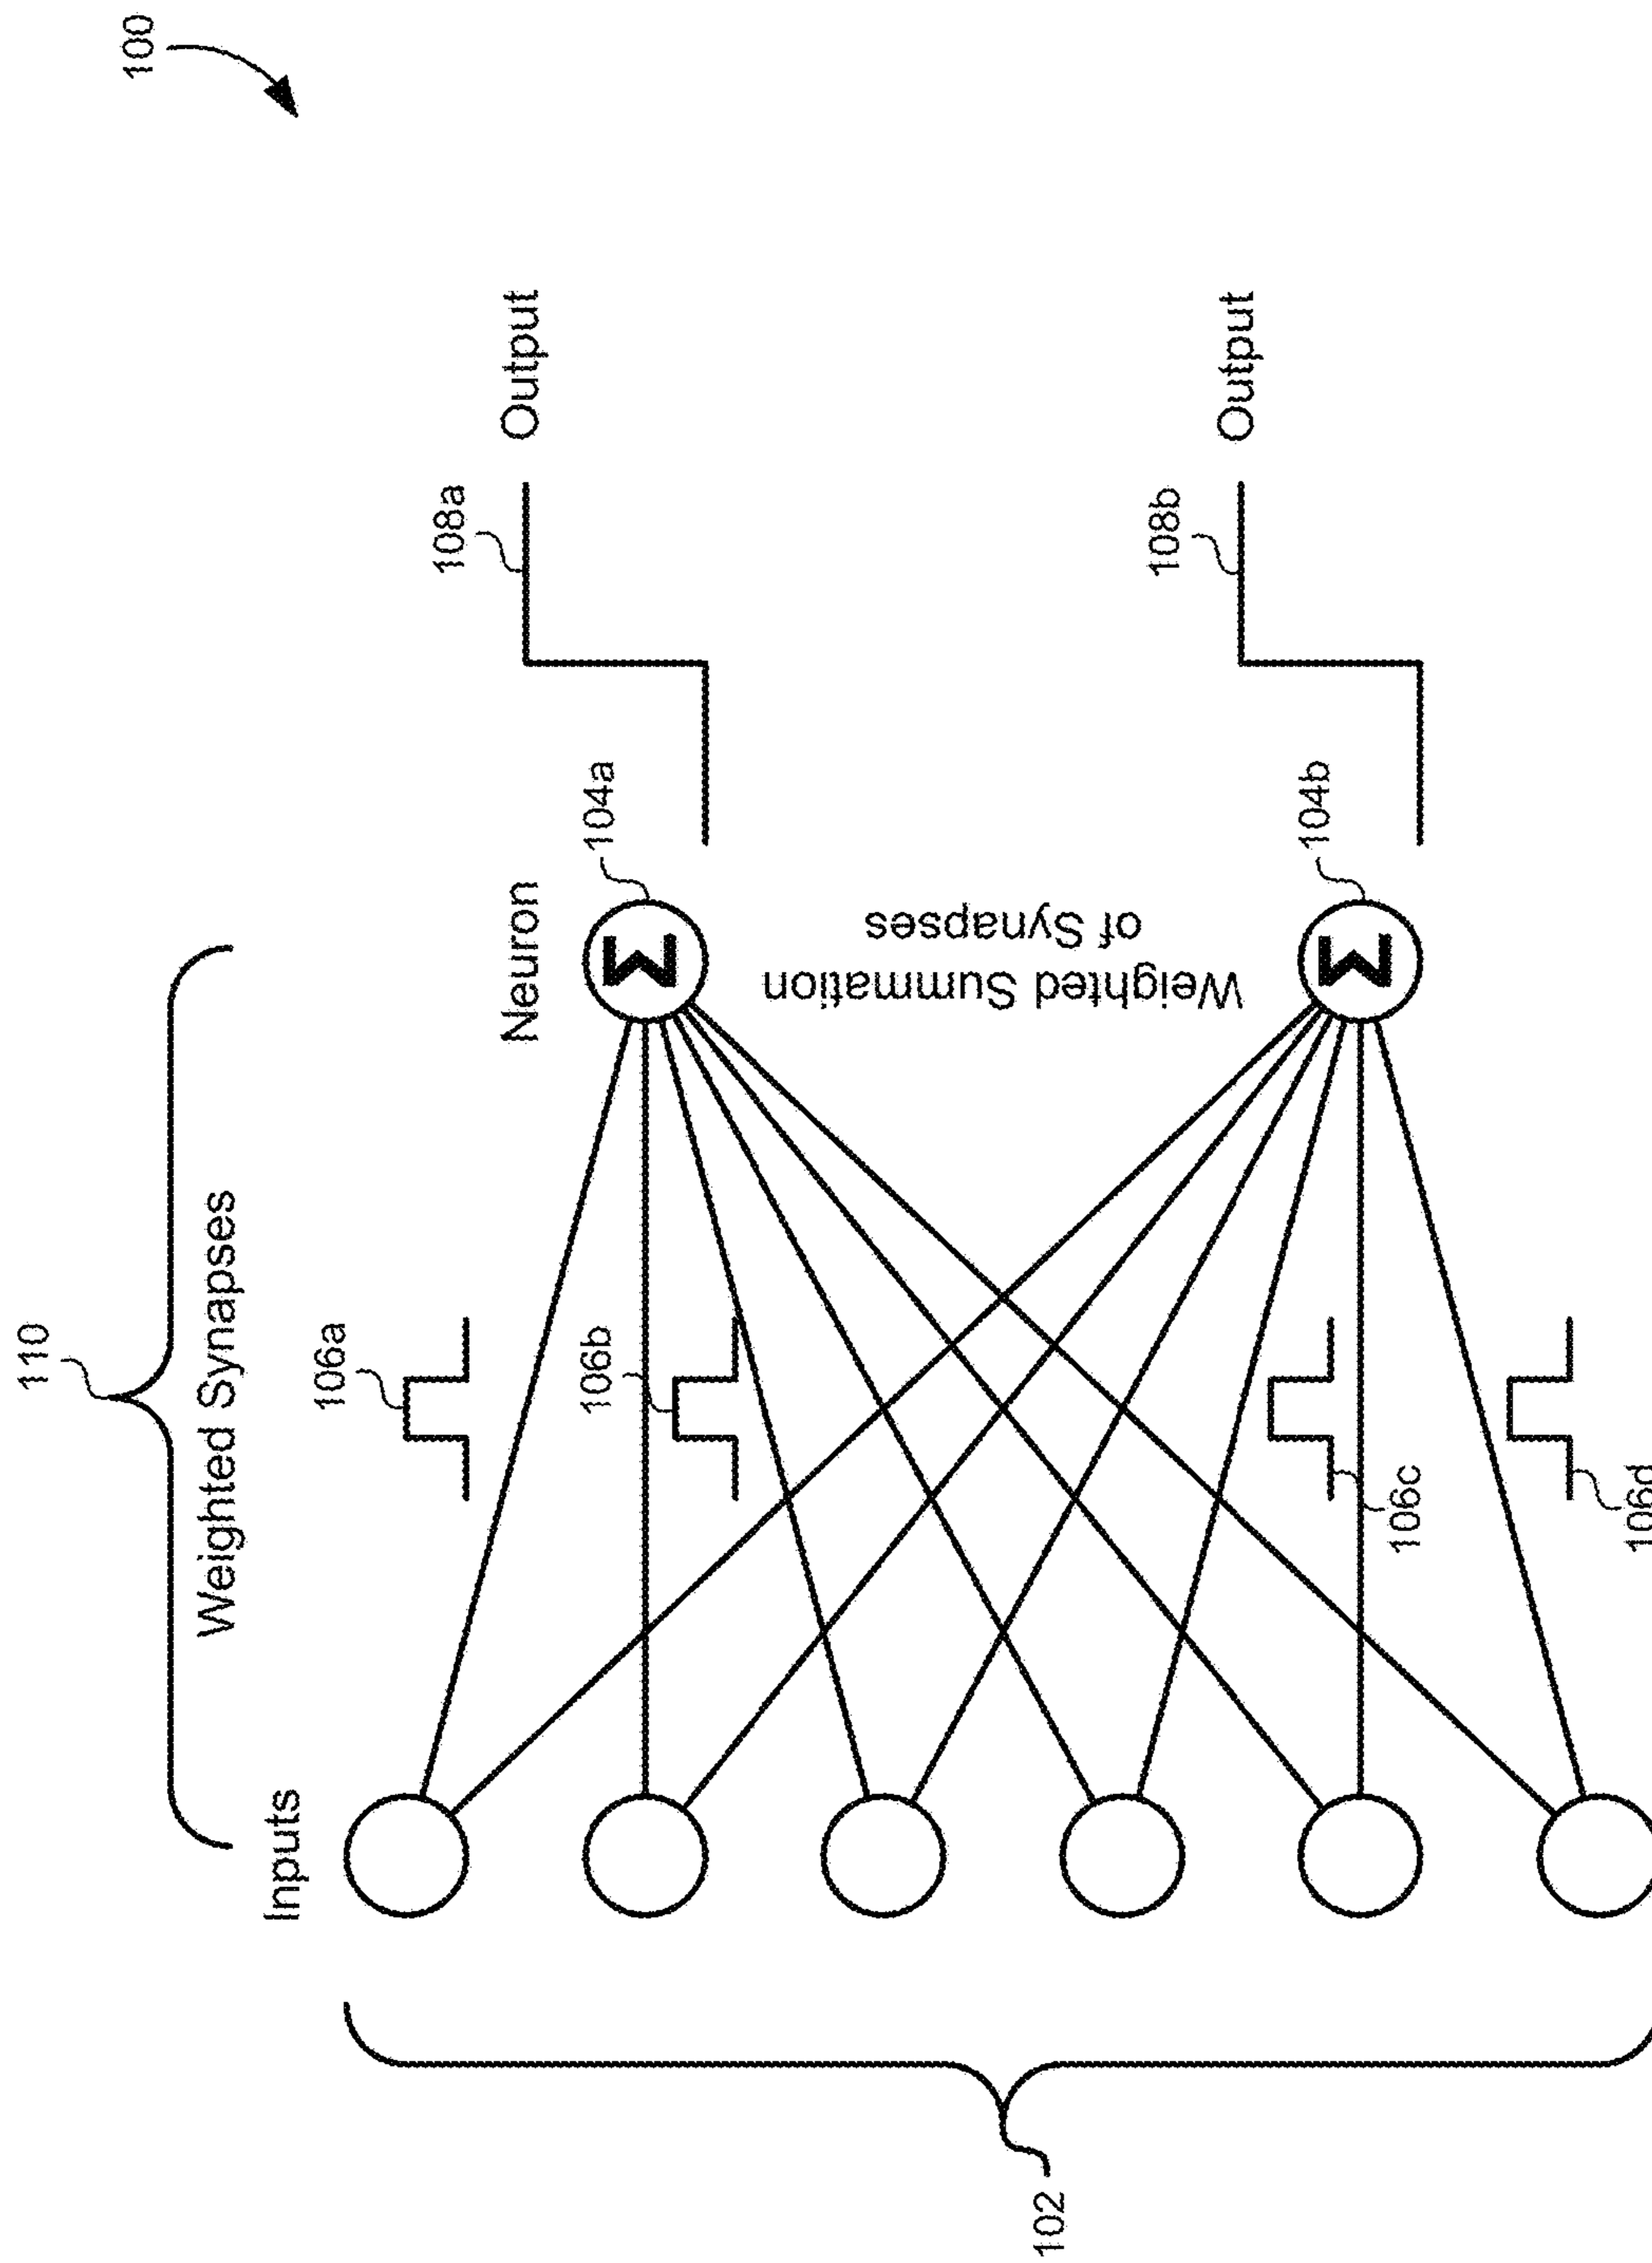 100
110
Weighted Synapses
Inputs
106a
106b
106c
106d
Neuron
104a
Weighted Summation
of Synapses
104b
108a
Output
108b
Output
102
Σ
Σ